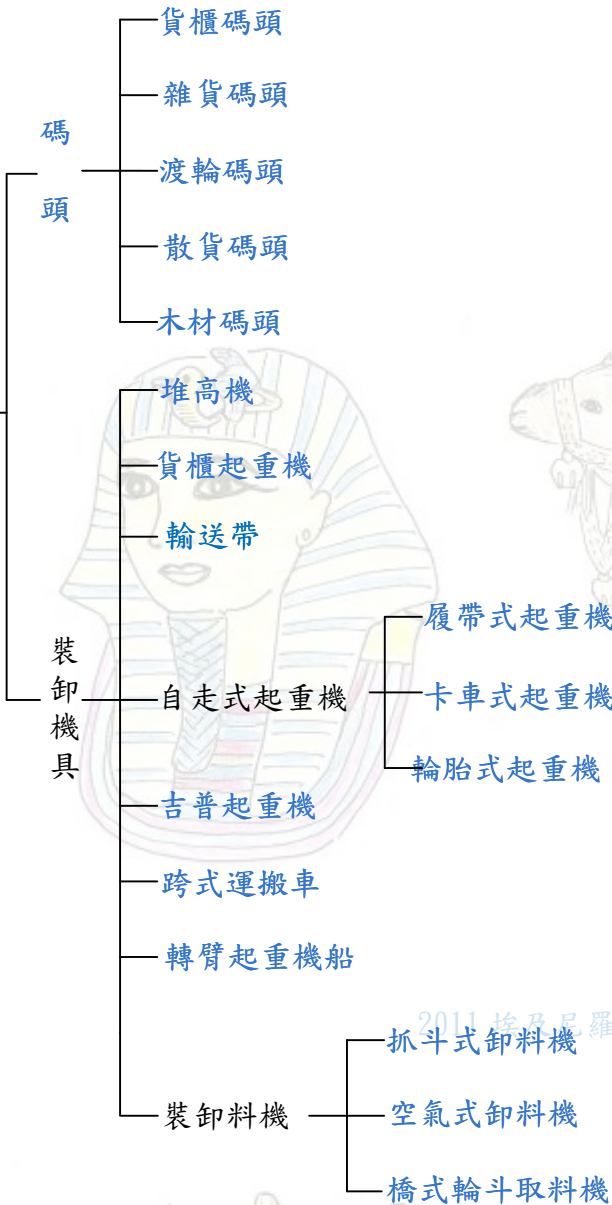 碼頭
貨櫃碼頭
雜貨碼頭
渡輪碼頭
散貨碼頭
木材碼頭
裝卸機具
堆高機
貨櫃起重機
輸送帶
自走式起重機
履帶式起重機
卡車式起重機
輪胎式起重機
吉普起重機
跨式運搬車
轉臂起重機船
2011 埃及尼羅
裝卸料機
抓斗式卸料機
空氣式卸料機
橋式輪斗取料機